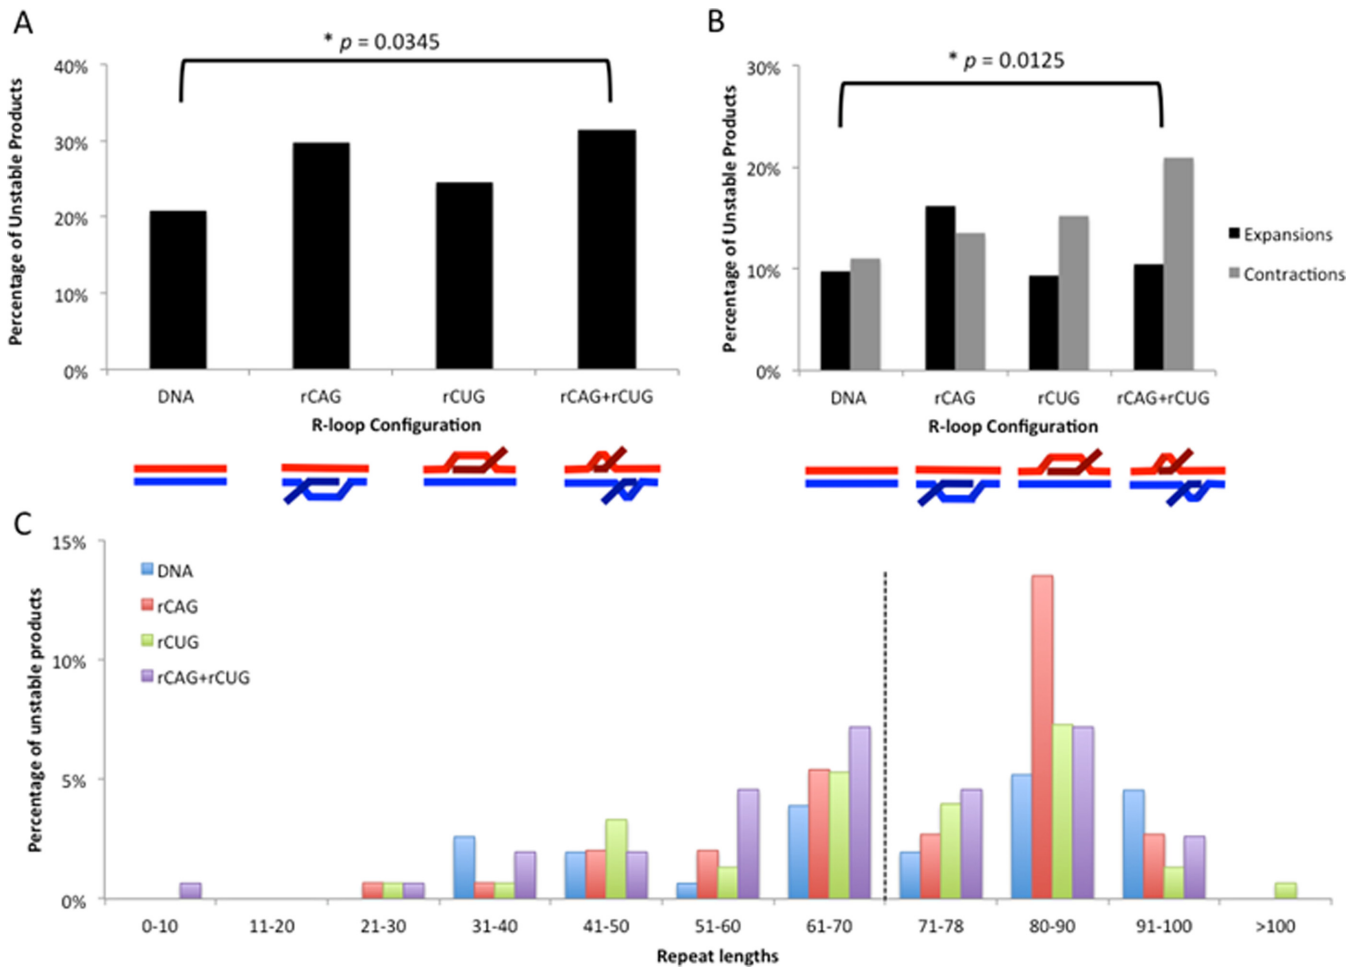 A
* p = 0.0345
Percentage of Unstable Products
40%
30%
20%
10%
0%
DNA
rCAG
rCUG
rCAG+rCUG
R-loop Configuration
B
* p = 0.0125
Percentage of Unstable Products
30%
20%
10%
0%
DNA
rCAG
rCUG
rCAG+rCUG
R-loop Configuration
Expansions
Contractions
C
Percentage of unstable products
15%
10%
5%
0%
DNA
rCAG
rCUG
rCAG+rCUG
0-10
11-20
21-30
31-40
41-50
51-60
61-70
71-78
80-90
91-100
>100
Repeat lengths